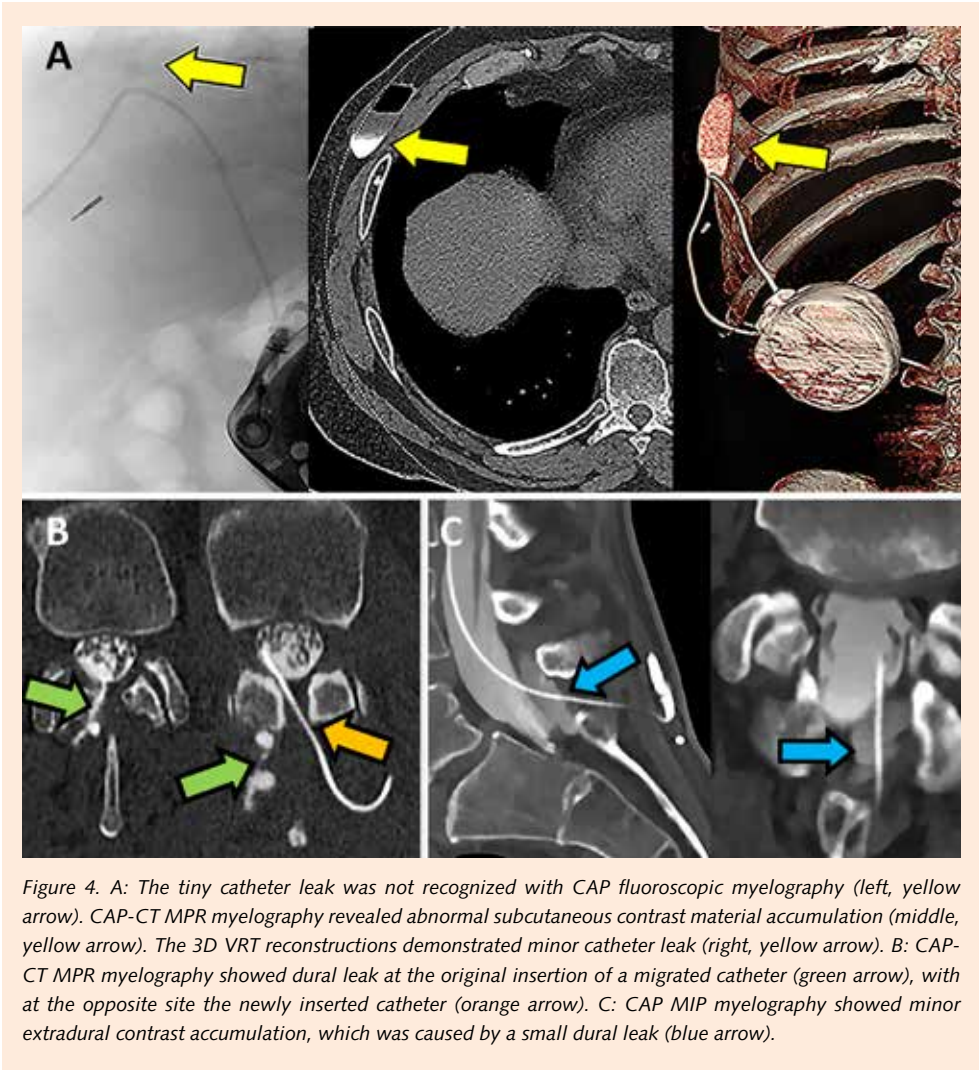 A
B
C
Figure 4. A: The tiny catheter leak was not recognized with CAP fluoroscopic myelography (left, yellow
arrow). CAP-CT MPR myelography revealed abnormal subcutaneous contrast material accumulation (middle,
yellow arrow). The 3D VRT reconstructions demonstrated minor catheter leak (right, yellow arrow). B: CAP-
CT MPR myelography showed dural leak at the original insertion of a migrated catheter (green arrow), with
at the opposite site the newly inserted catheter (orange arrow). C: CAP MIP myelography showed minor
extradural contrast accumulation, which was caused by a small dural leak (blue arrow).